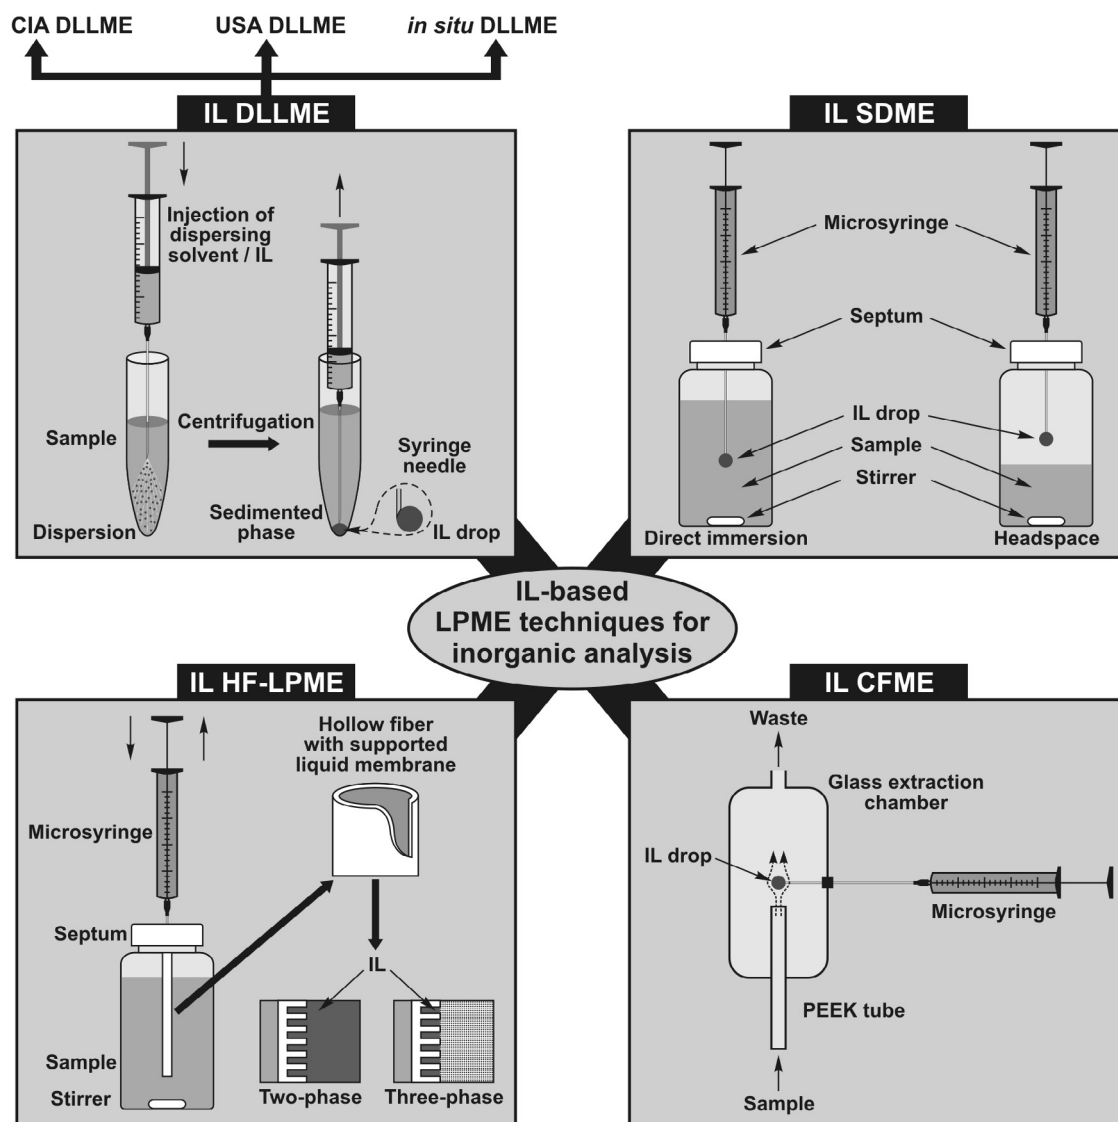 CIA DLLME
USA DLLME
in situ DLLME
IL DLLME
Injection of
dispersing
solvent / IL
Sample
Centrifugation
Syringe
needle
Dispersion
Sedimented
phase
IL drop
IL SDME
Microsyringe
Septum
IL drop
Sample
Stirrer
Direct immersion
Headspace
IL-based
LPME techniques for
inorganic analysis
IL HF-LPME
Hollow fiber
with supported
liquid membrane
Microsyringe
Septum
IL
Sample
Stirrer
Two-phase
Three-phase
IL CFME
Waste
Glass extraction
chamber
IL drop
Microsyringe
PEEK tube
Sample